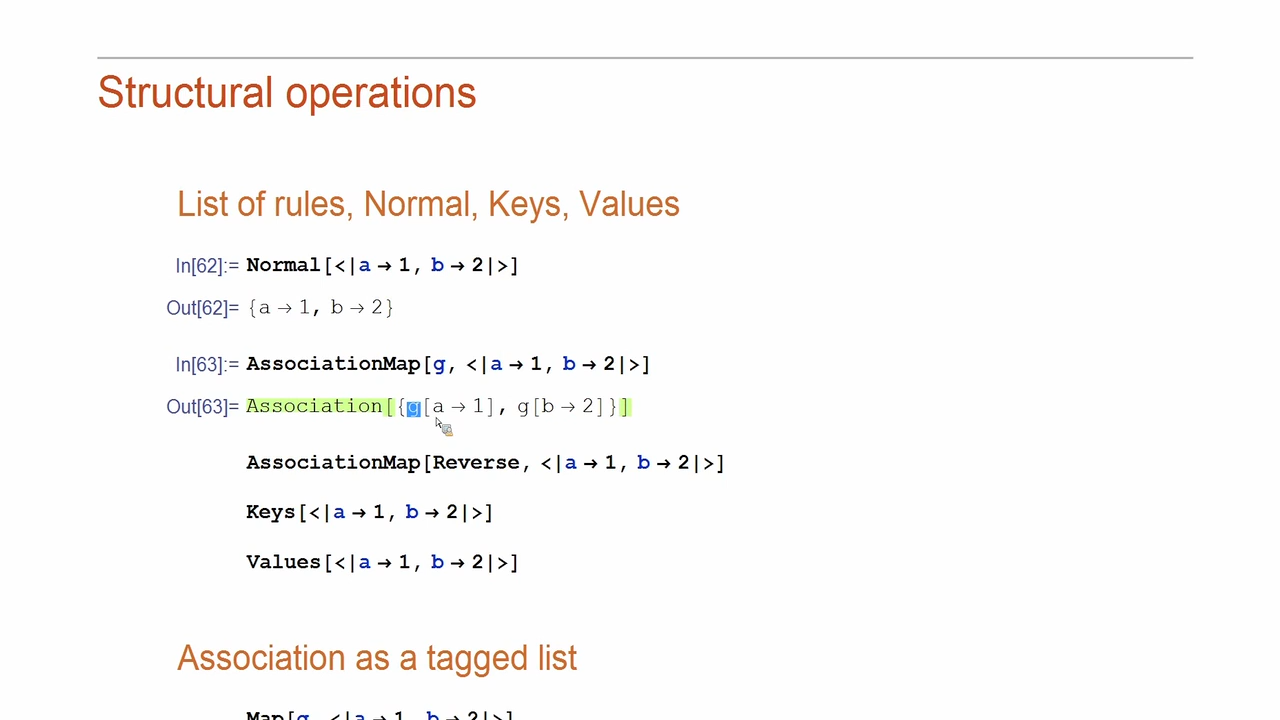 Structural operations
List of rules, Normal, Keys, Values
In[62]:= Normal[<|a → 1, b → 2|>]
Out[62]= {a → 1, b → 2}
In[63]:= AssociationMap[g, <|a → 1, b → 2|>]
Out[63]= Association[{g[a → 1], g[b → 2]}]
AssociationMap[Reverse, <|a → 1, b → 2|>]
Keys[<|a → 1, b → 2|>]
Values[<|a → 1, b → 2|>]
Association as a tagged list
Map[g, <|a → 1, b → 2|>]